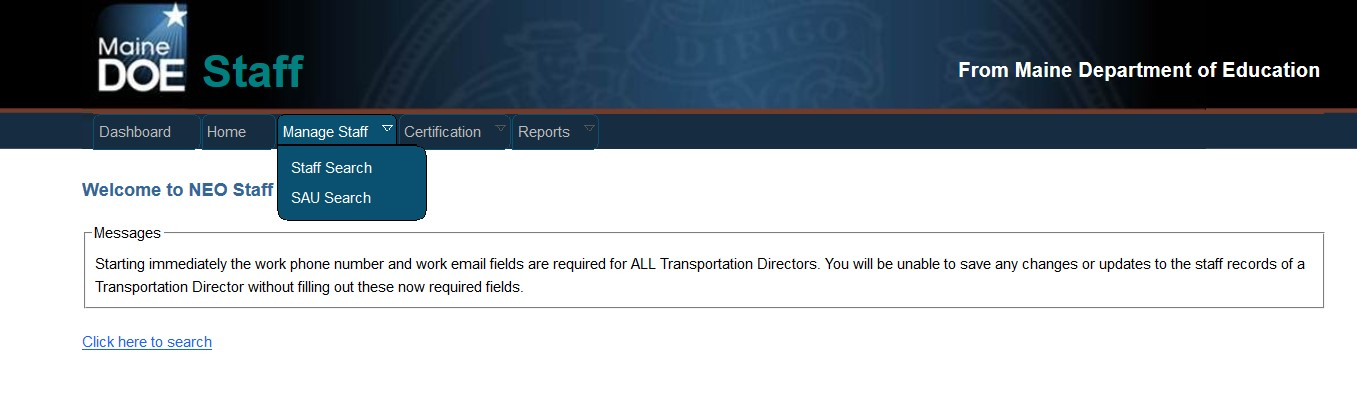 Maine
DOE
Staff
DIRIGO
From Maine Department of Education
Dashboard
Home
Manage Staff
Certification
Reports
Staff Search
SAU Search
Welcome to NEO Staff
Messages
Starting immediately the work phone number and work email fields are required for ALL Transportation Directors. You will be unable to save any changes or updates to the staff records of a
Transportation Director without filling out these now required fields.
Click here to search